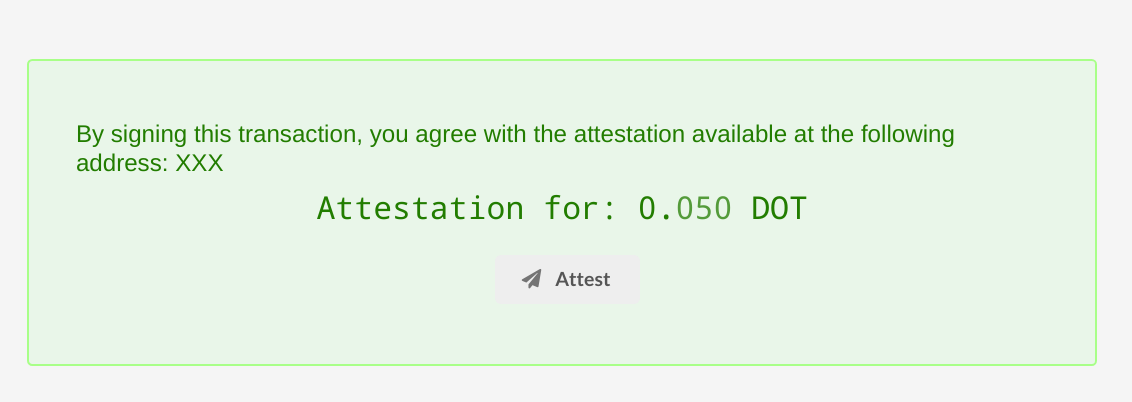 By signing this transaction, you agree with the attestation available at the following
address: XXX
Attestation for: 0.050 DOT
Attest